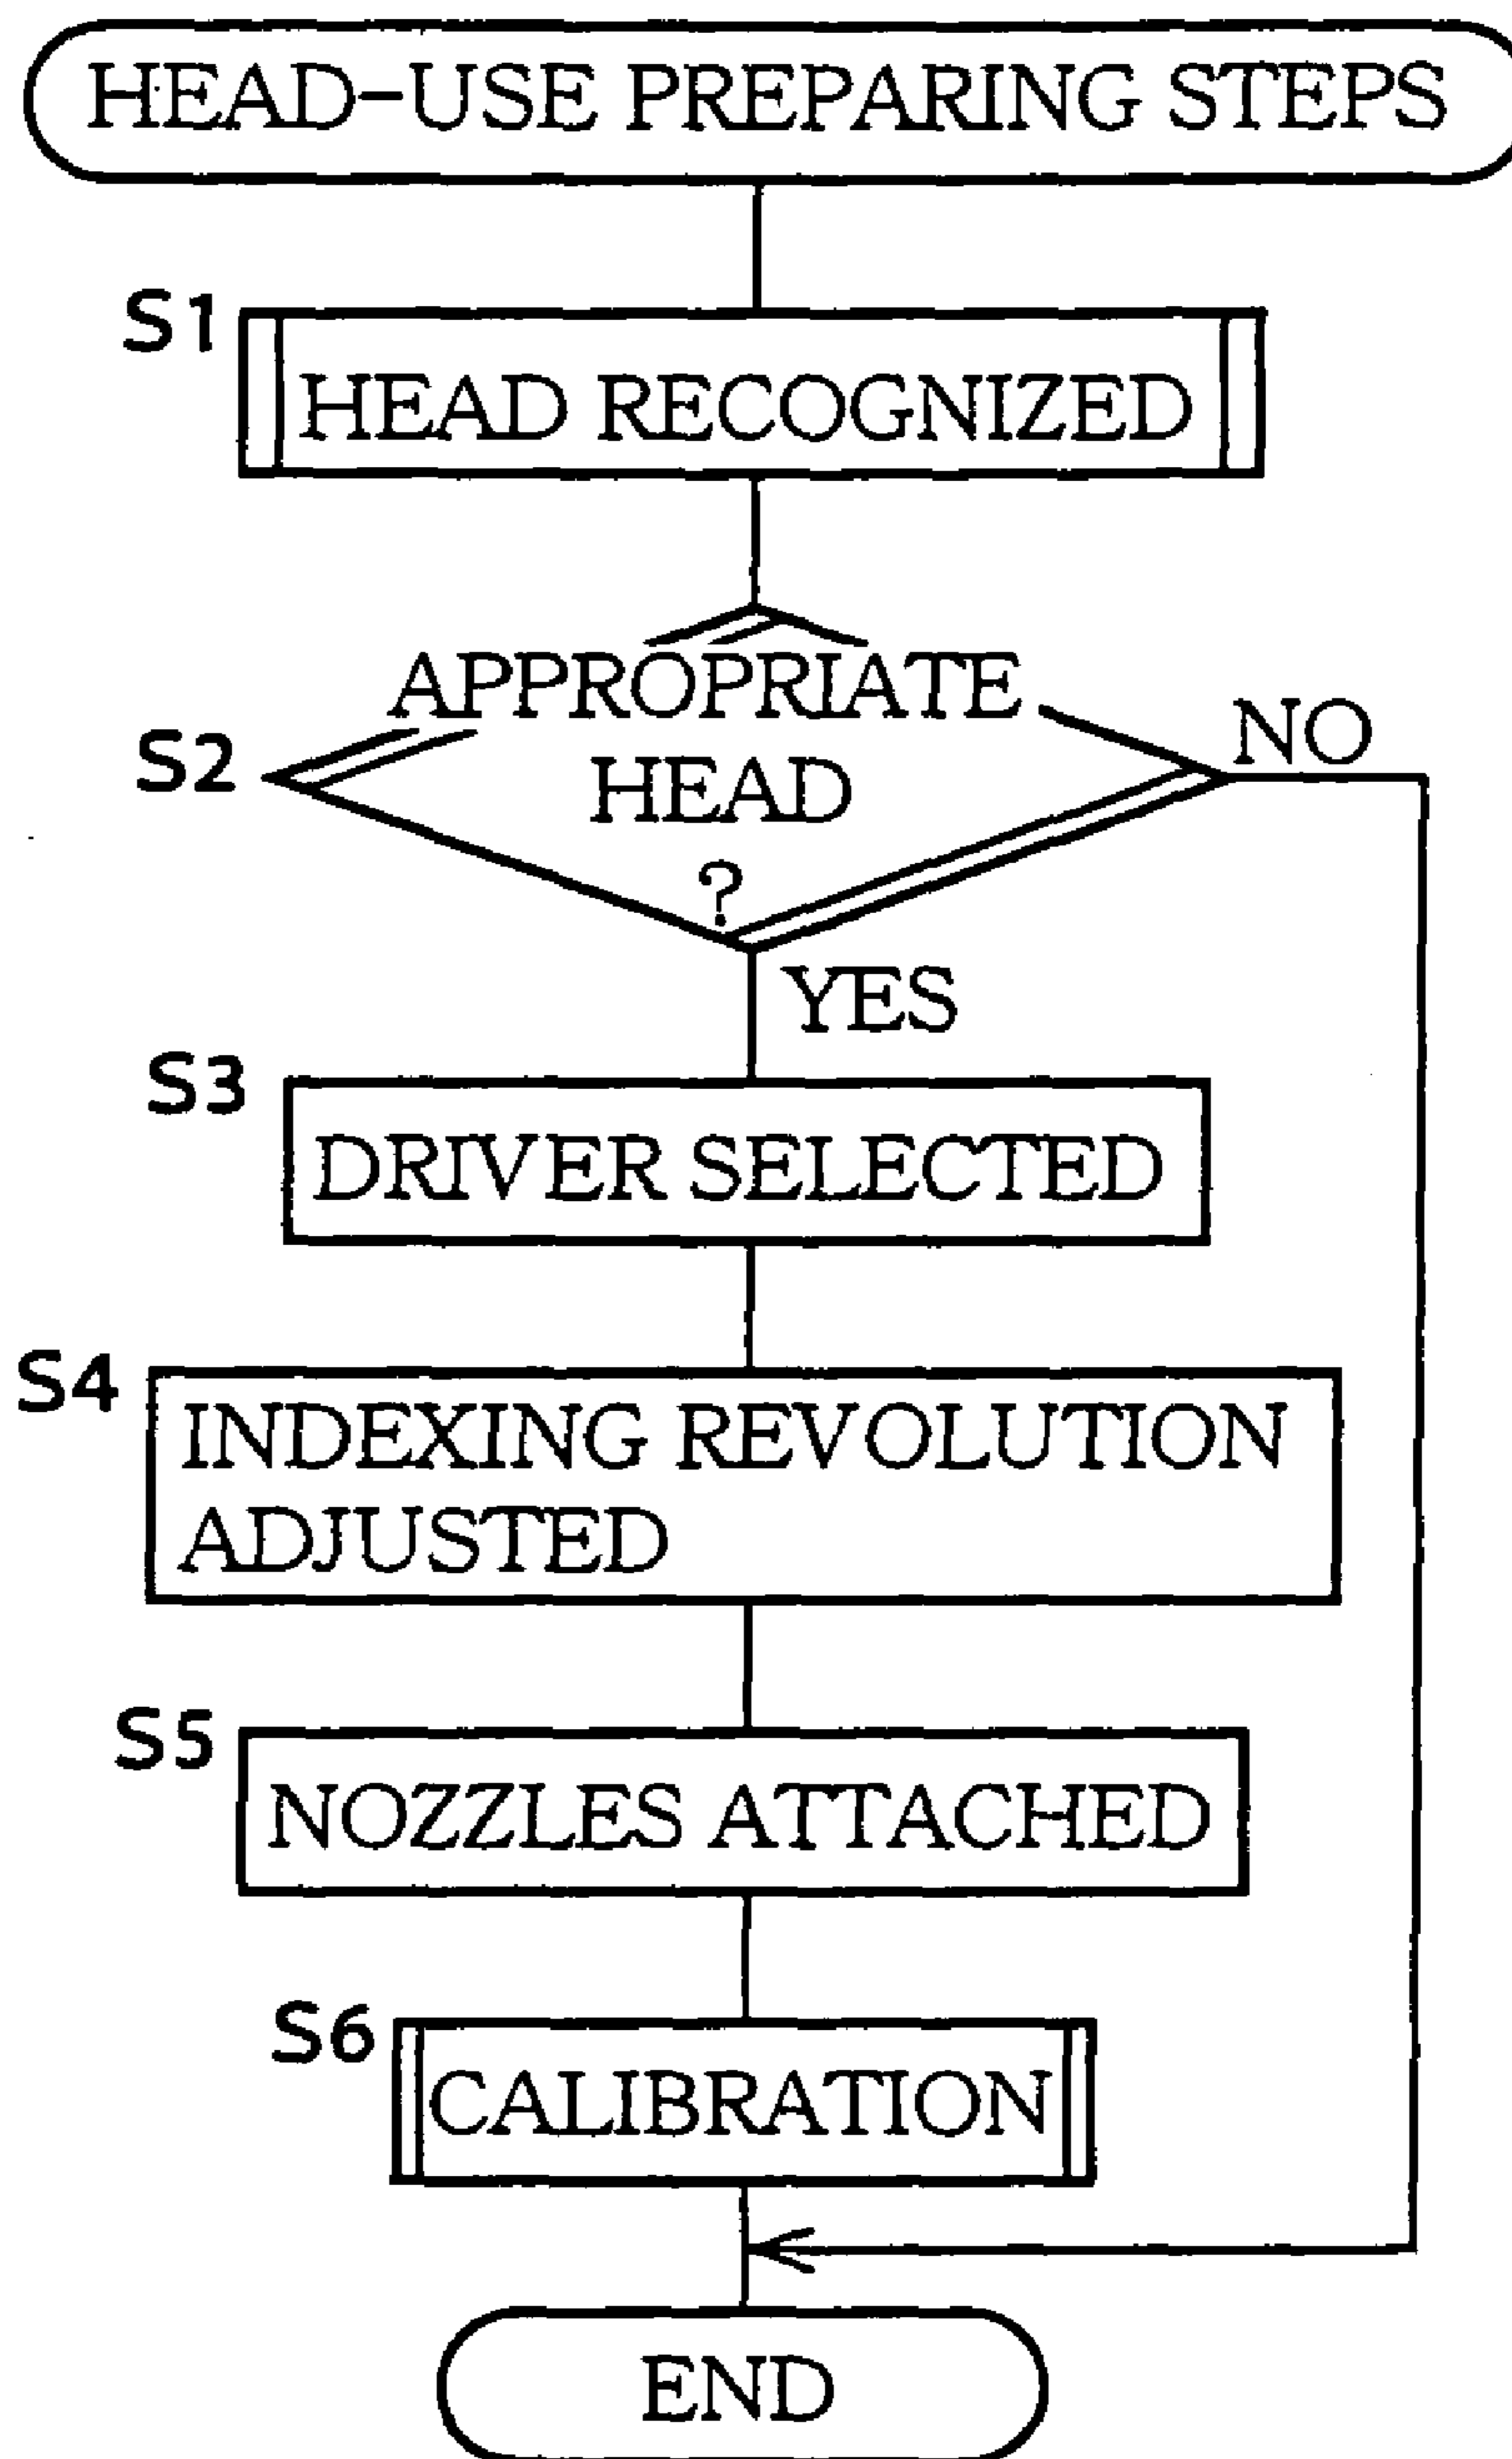 HEAD-USE PREPARING STEPS
S1
HEAD RECOGNIZED
APPROPRIATE
NO
S2
HEAD
?
YES
S3
DRIVER SELECTED
S4
INDEXING REVOLUTION
ADJUSTED
S5
NOZZLES ATTACHED
S6
CALIBRATION
END